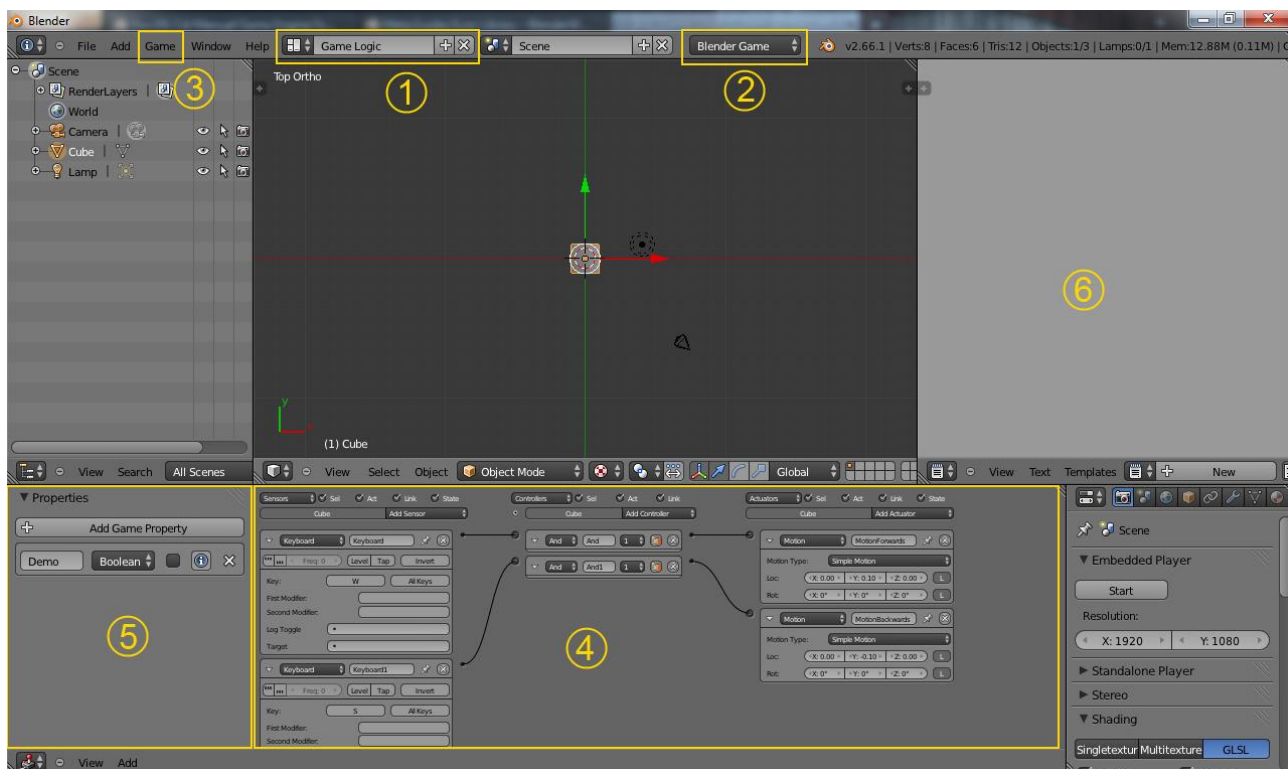 Blender
File Add Game Window Help Game Logic Scene Blender Game v2.66.1 | Verts:8 | Faces:6 | Tris:12 | Objects:1/3 | Lamps:0/1 | Mem:12.88M (0.11M) | C
③ ① ②
Scene
RenderLayers |
World
Camera |
Cube |
Lamp |
Top Ortho
⑥
y
x
(1) Cube
View Search All Scenes
View Select Object Object Mode Global
View Text Templates New
Properties
Add Game Property
Demo Boolean
⑤
Sensors Sel Act Link State
Cube Add Sensor
Keyboard Keyboard
Freq: 0 Level Tap Invert
Key: W All Keys
First Modifier:
Second Modifier:
Log Toggle
Target:
Keyboard Keyboard1
Freq: 0 Level Tap Invert
Key: S All Keys
First Modifier:
Second Modifier:
Controllers Sel Act Link
Cube Add Controller
And And 1
And And1 1
④
Actuators Sel Act Link State
Cube Add Actuator
Motion MotionForwards
Motion Type: Simple Motion
Loc: X: 0.00 Y: 0.10 Z: 0.00 L
Rot: X: 0° Y: 0° Z: 0° L
Motion MotionBackwards
Motion Type: Simple Motion
Loc: X: 0.00 Y: -0.10 Z: 0.00 L
Rot: X: 0° Y: 0° Z: 0° L
Scene
Embedded Player
Start
Resolution:
X: 1920 Y: 1080
Standalone Player
Stereo
Shading
Singletextur Multitexture GLSL
View Add